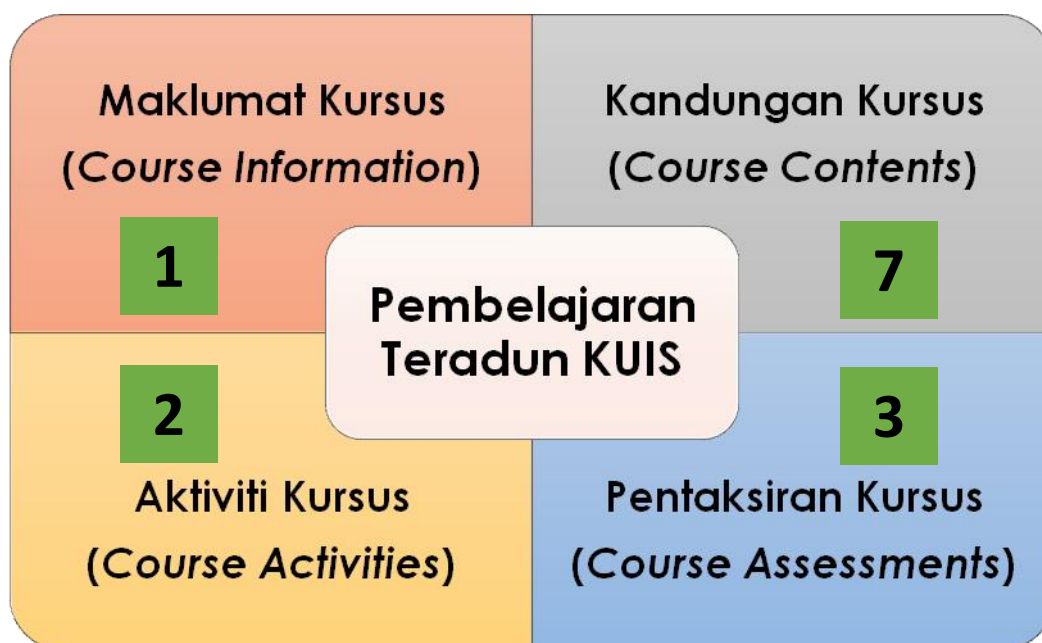 Maklumat Kursus
(Course Information)
1
Kandungan Kursus
(Course Contents)
7
Pembelajaran
Teradun KUIS
2
Aktiviti Kursus
(Course Activities)
3
Pentaksiran Kursus
(Course Assessments)